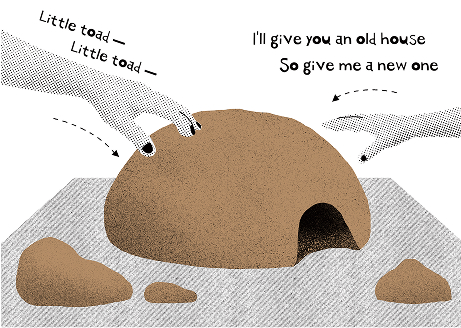 Little toad —
Little toad —
I'll give you an old house
So give me a new one